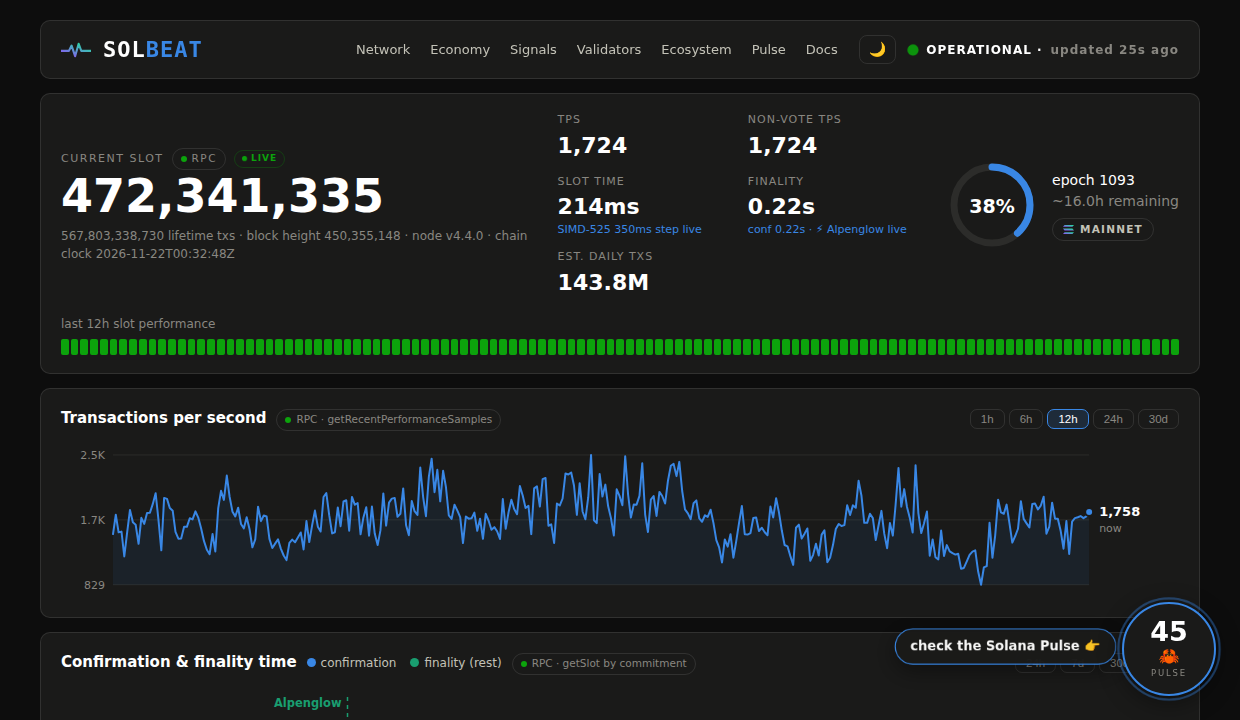 SOLBEAT
Network Economy Signals Validators Ecosystem Pulse Docs
OPERATIONAL · updated 25s ago
CURRENT SLOT RPC LIVE
472,341,335
567,803,338,730 lifetime txs · block height 450,355,148 · node v4.4.0 · chain
clock 2026-11-22T00:32:48Z
TPS
1,724
NON-VOTE TPS
1,724
SLOT TIME
214ms
SIMD-525 350ms step live
FINALITY
0.22s
conf 0.22s · ⚡ Alpenglow live
EST. DAILY TXS
143.8M
38%
epoch 1093
~16.0h remaining
MAINNET
last 12h slot performance
Transactions per second RPC · getRecentPerformanceSamples
1h 6h 12h 24h 30d
2.5K
1.7K
829
1,758
now
Confirmation & finality time confirmation finality (rest) RPC · getSlot by commitment
Alpenglow
check the Solana Pulse 👉
45
PULSE